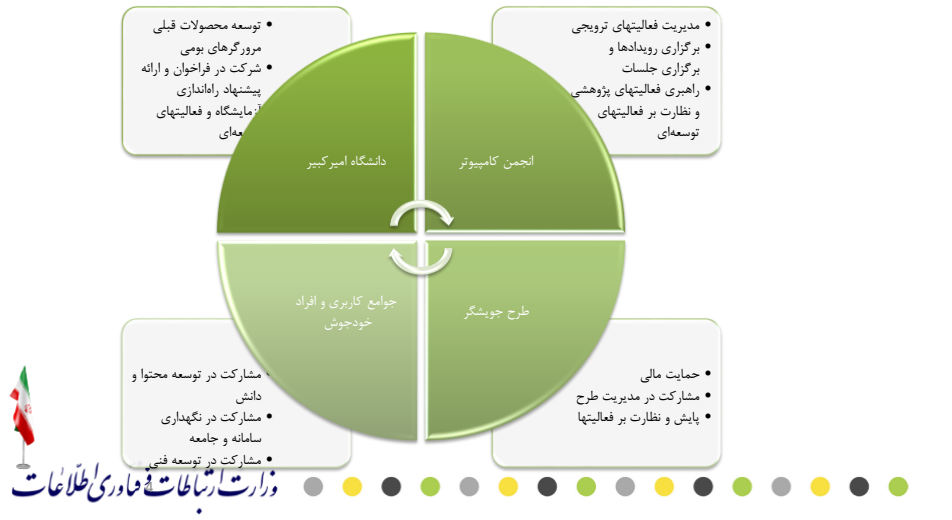 • مدیریت فعالیتهای ترویجی
• برگزاری رویدادها و
برگزاری جلسات
• راهبری فعالیتهای پژوهشی
و نظارت بر فعالیتهای
توسعه‌ای
• توسعه محصولات قبلی
مرورگرهای بومی
• شرکت در فراخوان و ارائه
پیشنهاد راه‌اندازی
آزمایشگاه و فعالیتهای
انجمن کامپیوتر
دانشگاه امیرکبیر
طرح جویشگر
جوامع کاربری و افراد
خودجوش
• حمایت مالی
• مشارکت در مدیریت طرح
• پایش و نظارت بر فعالیتها
• مشارکت در توسعه محتوا و
دانش
• مشارکت در نگهداری
سامانه و جامعه
• مشارکت در توسعه فنی
وزارت ارتباطات و فناوری اطلاعات